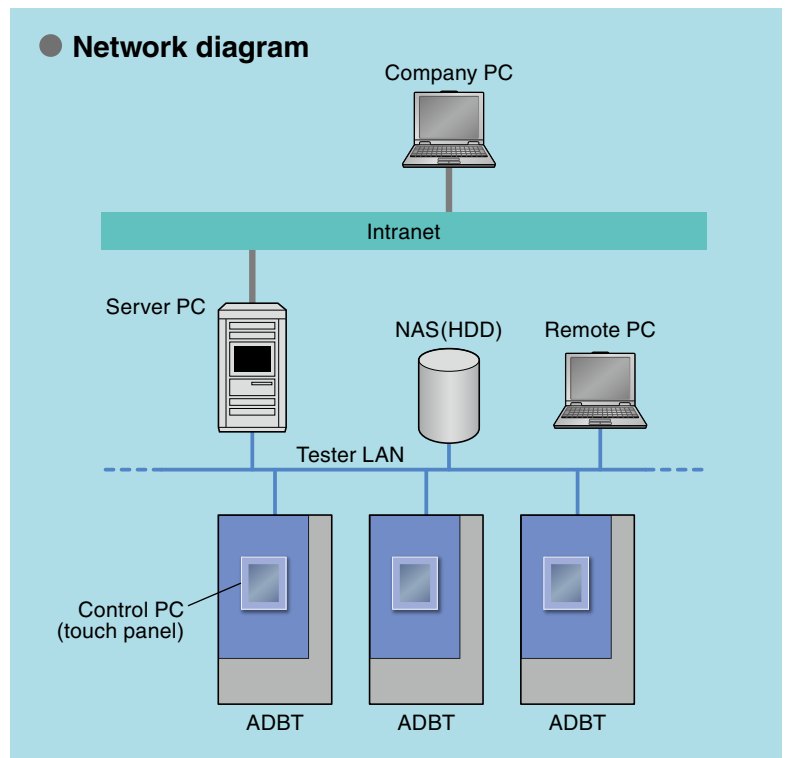 Network diagram
Company PC
Intranet
Server PC
NAS(HDD)
Remote PC
Tester LAN
Control PC
(touch panel)
ADBT
ADBT
ADBT